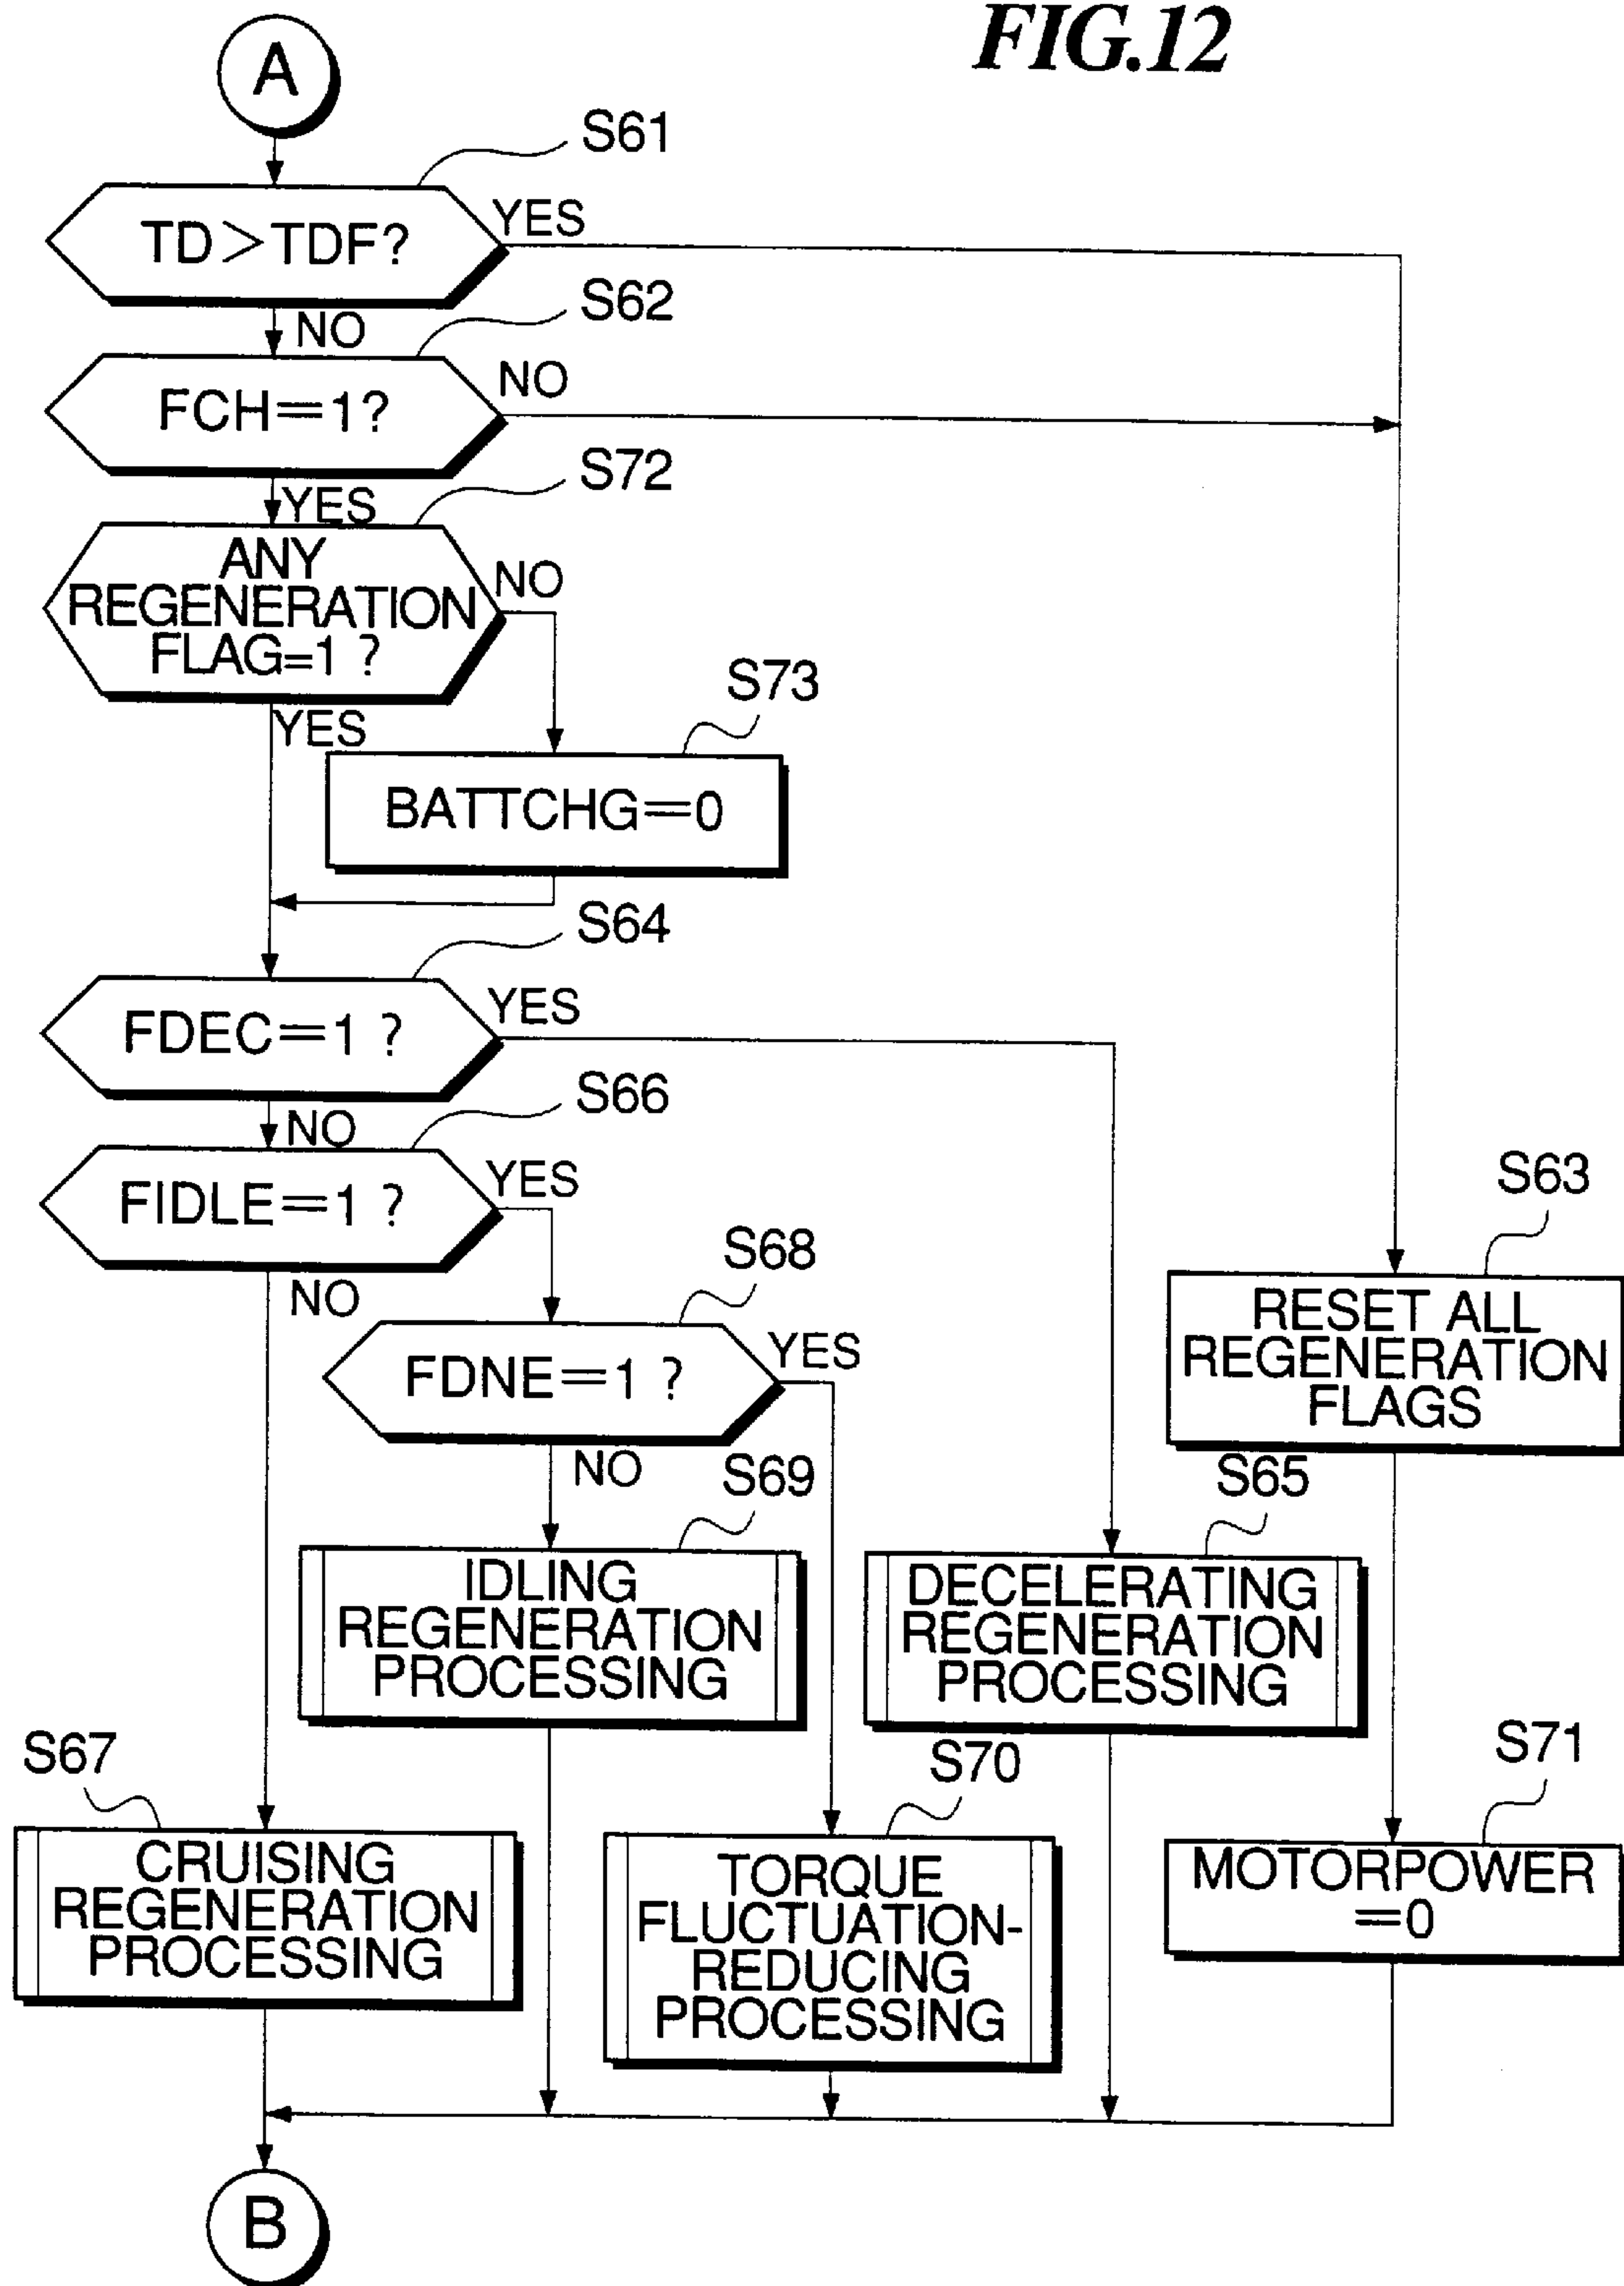 FIG.12
A
S61
TD>TDF?
YES
NO
S62
FCH=1?
NO
YES
S72
ANY
REGENERATION
FLAG=1 ?
NO
YES
S73
BATTCHG=0
S64
FDEC=1 ?
YES
NO
S66
FIDLE=1 ?
YES
NO
S68
FDNE=1 ?
YES
NO
S63
RESET ALL
REGENERATION
FLAGS
S69
IDLING
REGENERATION
PROCESSING
S65
DECELERATING
REGENERATION
PROCESSING
S67
CRUISING
REGENERATION
PROCESSING
S70
TORQUE
FLUCTUATION-
REDUCING
PROCESSING
S71
MOTORPOWER
=0
B